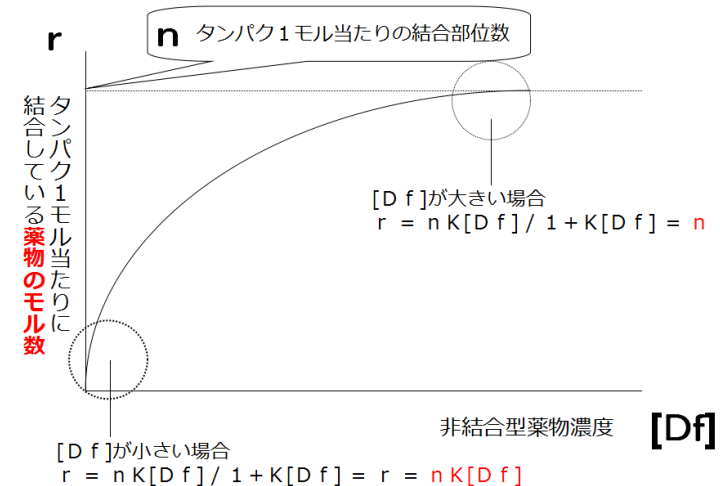 r
n タンパク１モル当たりの結合部位数
タンパク１モル当たりに
結合している薬物のモル数
[Ｄｆ]が大きい場合
ｒ ＝ ｎＫ[Ｄｆ] / １＋Ｋ[Ｄｆ] ＝ ｎ
非結合型薬物濃度 [Df]
[Ｄｆ]が小さい場合
ｒ ＝ ｎＫ[Ｄｆ] / １＋Ｋ[Ｄｆ] ＝ ｒ ＝ ｎＫ[Ｄｆ]